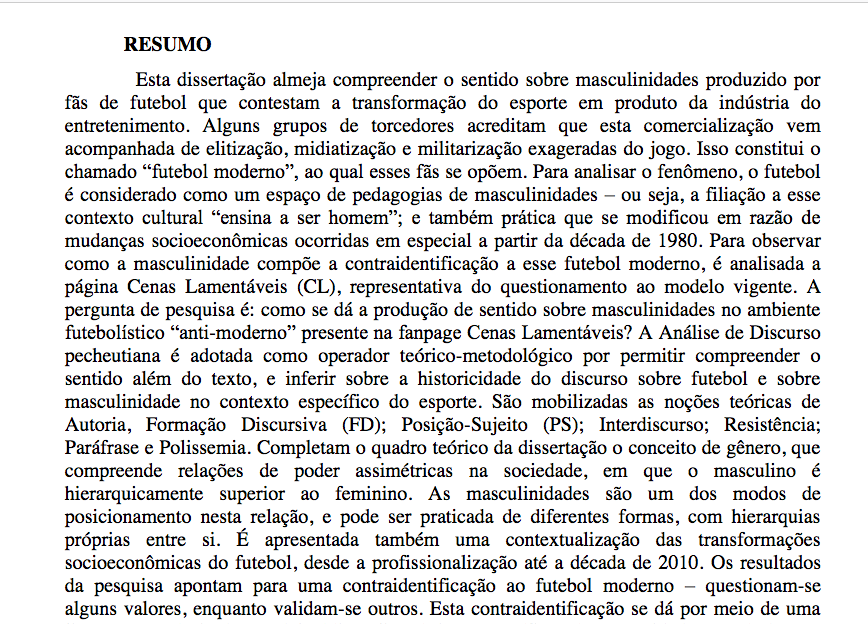 RESUMO
Esta dissertação almeja compreender o sentido sobre masculinidades produzido por
fãs de futebol que contestam a transformação do esporte em produto da indústria do
entretenimento. Alguns grupos de torcedores acreditam que esta comercialização vem
acompanhada de elitização, midiatização e militarização exageradas do jogo. Isso constitui o
chamado “futebol moderno”, ao qual esses fãs se opõem. Para analisar o fenômeno, o futebol
é considerado como um espaço de pedagogias de masculinidades – ou seja, a filiação a esse
contexto cultural “ensina a ser homem”; e também prática que se modificou em razão de
mudanças socioeconômicas ocorridas em especial a partir da década de 1980. Para observar
como a masculinidade compõe a contraidentificação a esse futebol moderno, é analisada a
página Cenas Lamentáveis (CL), representativa do questionamento ao modelo vigente. A
pergunta de pesquisa é: como se dá a produção de sentido sobre masculinidades no ambiente
futebolístico “anti-moderno” presente na fanpage Cenas Lamentáveis? A Análise de Discurso
pecheutiana é adotada como operador teórico-metodológico por permitir compreender o
sentido além do texto, e inferir sobre a historicidade do discurso sobre futebol e sobre
masculinidade no contexto específico do esporte. São mobilizadas as noções teóricas de
Autoria, Formação Discursiva (FD); Posição-Sujeito (PS); Interdiscurso; Resistência;
Paráfrase e Polissemia. Completam o quadro teórico da dissertação o conceito de gênero, que
compreende relações de poder assimétricas na sociedade, em que o masculino é
hierarquicamente superior ao feminino. As masculinidades são um dos modos de
posicionamento nesta relação, e pode ser praticada de diferentes formas, com hierarquias
próprias entre si. É apresentada também uma contextualização das transformações
socioeconômicas do futebol, desde a profissionalização até a década de 2010. Os resultados
da pesquisa apontam para uma contraidentificação ao futebol moderno – questionam-se
alguns valores, enquanto validam-se outros. Esta contraidentificação se dá por meio de uma